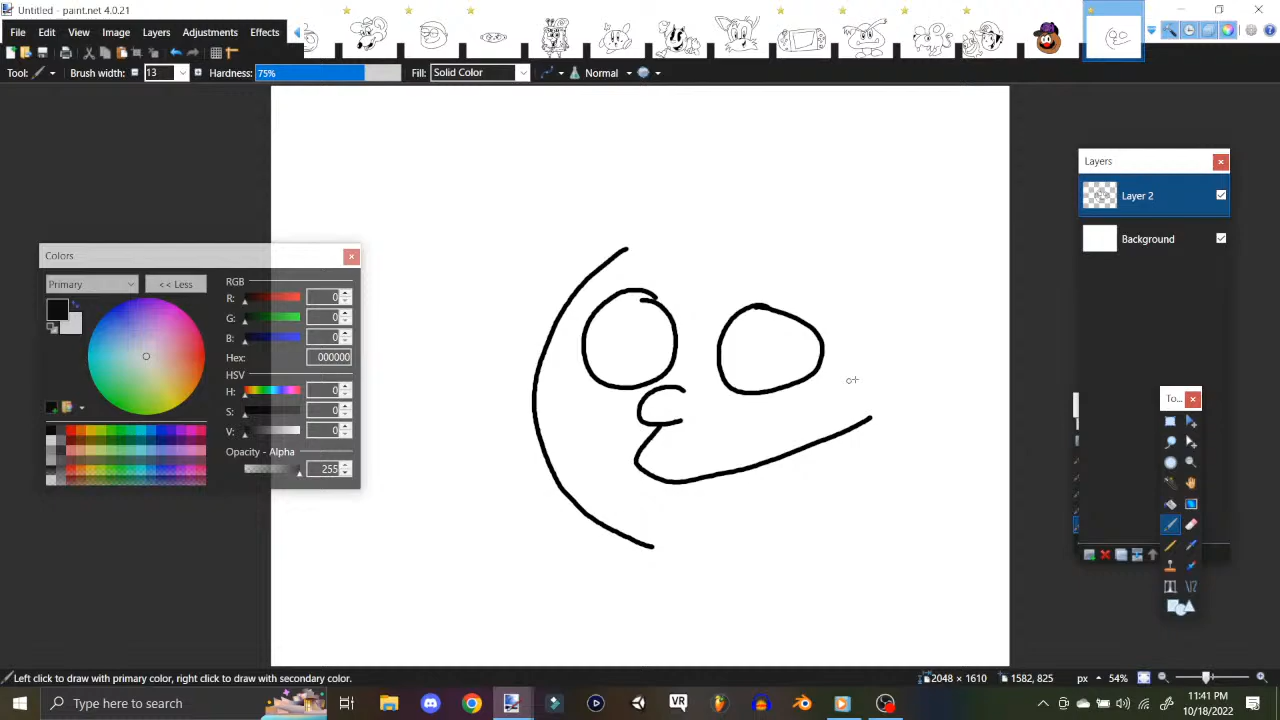 Untitled - paint.net 4.0.21
File Edit View Image Layers Adjustments Effects
Tool: Brush width: 13 Hardness: 75% Fill: Solid Color Normal
Layers
Layer 2
Background
Colors
Primary << Less
RGB
R: 0
G: 0
B: 0
Hex: 000000
HSV
H: 0
S: 0
V: 0
Opacity - Alpha
255
To...
Left click to draw with primary color, right click to draw with secondary color. 2048 × 1610 1582, 825 px 54%
Type here to search
VR
11:41 PM
10/18/2022